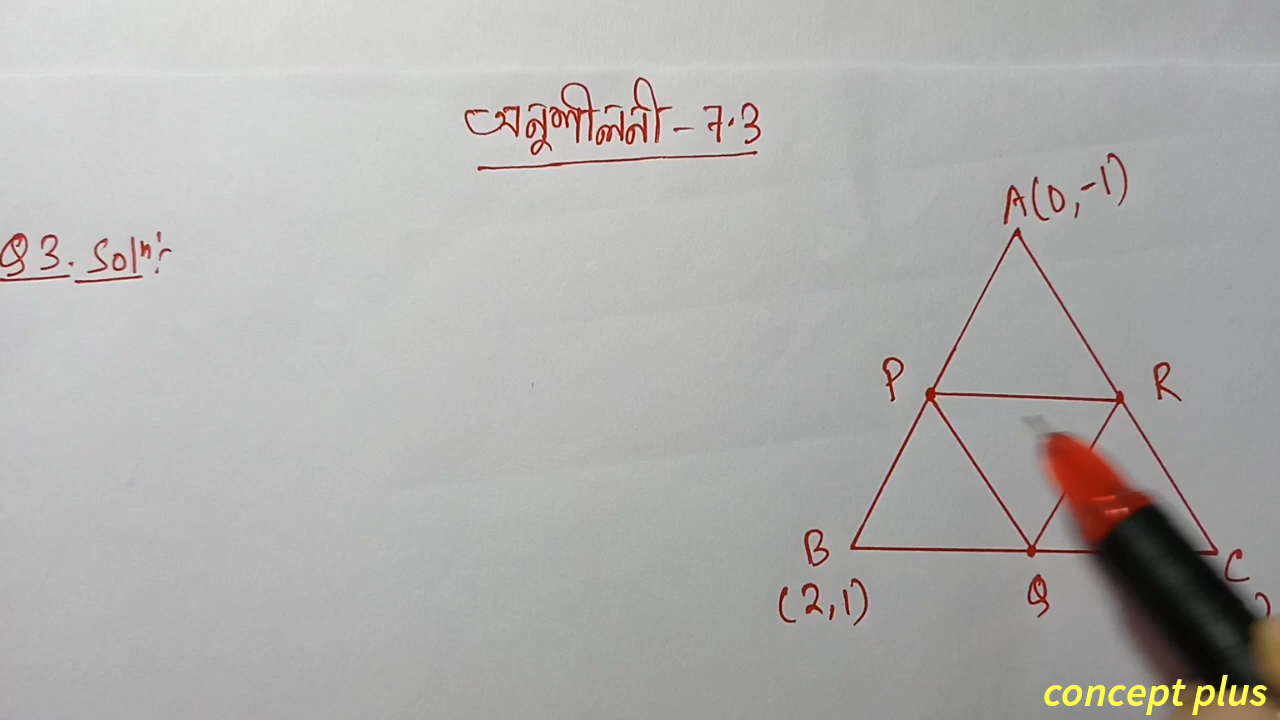 অনুশীলনী - 7.3
Q3. Solⁿ:-
A(0,-1)
P
R
B
C
(2,1)
Q
)
concept plus